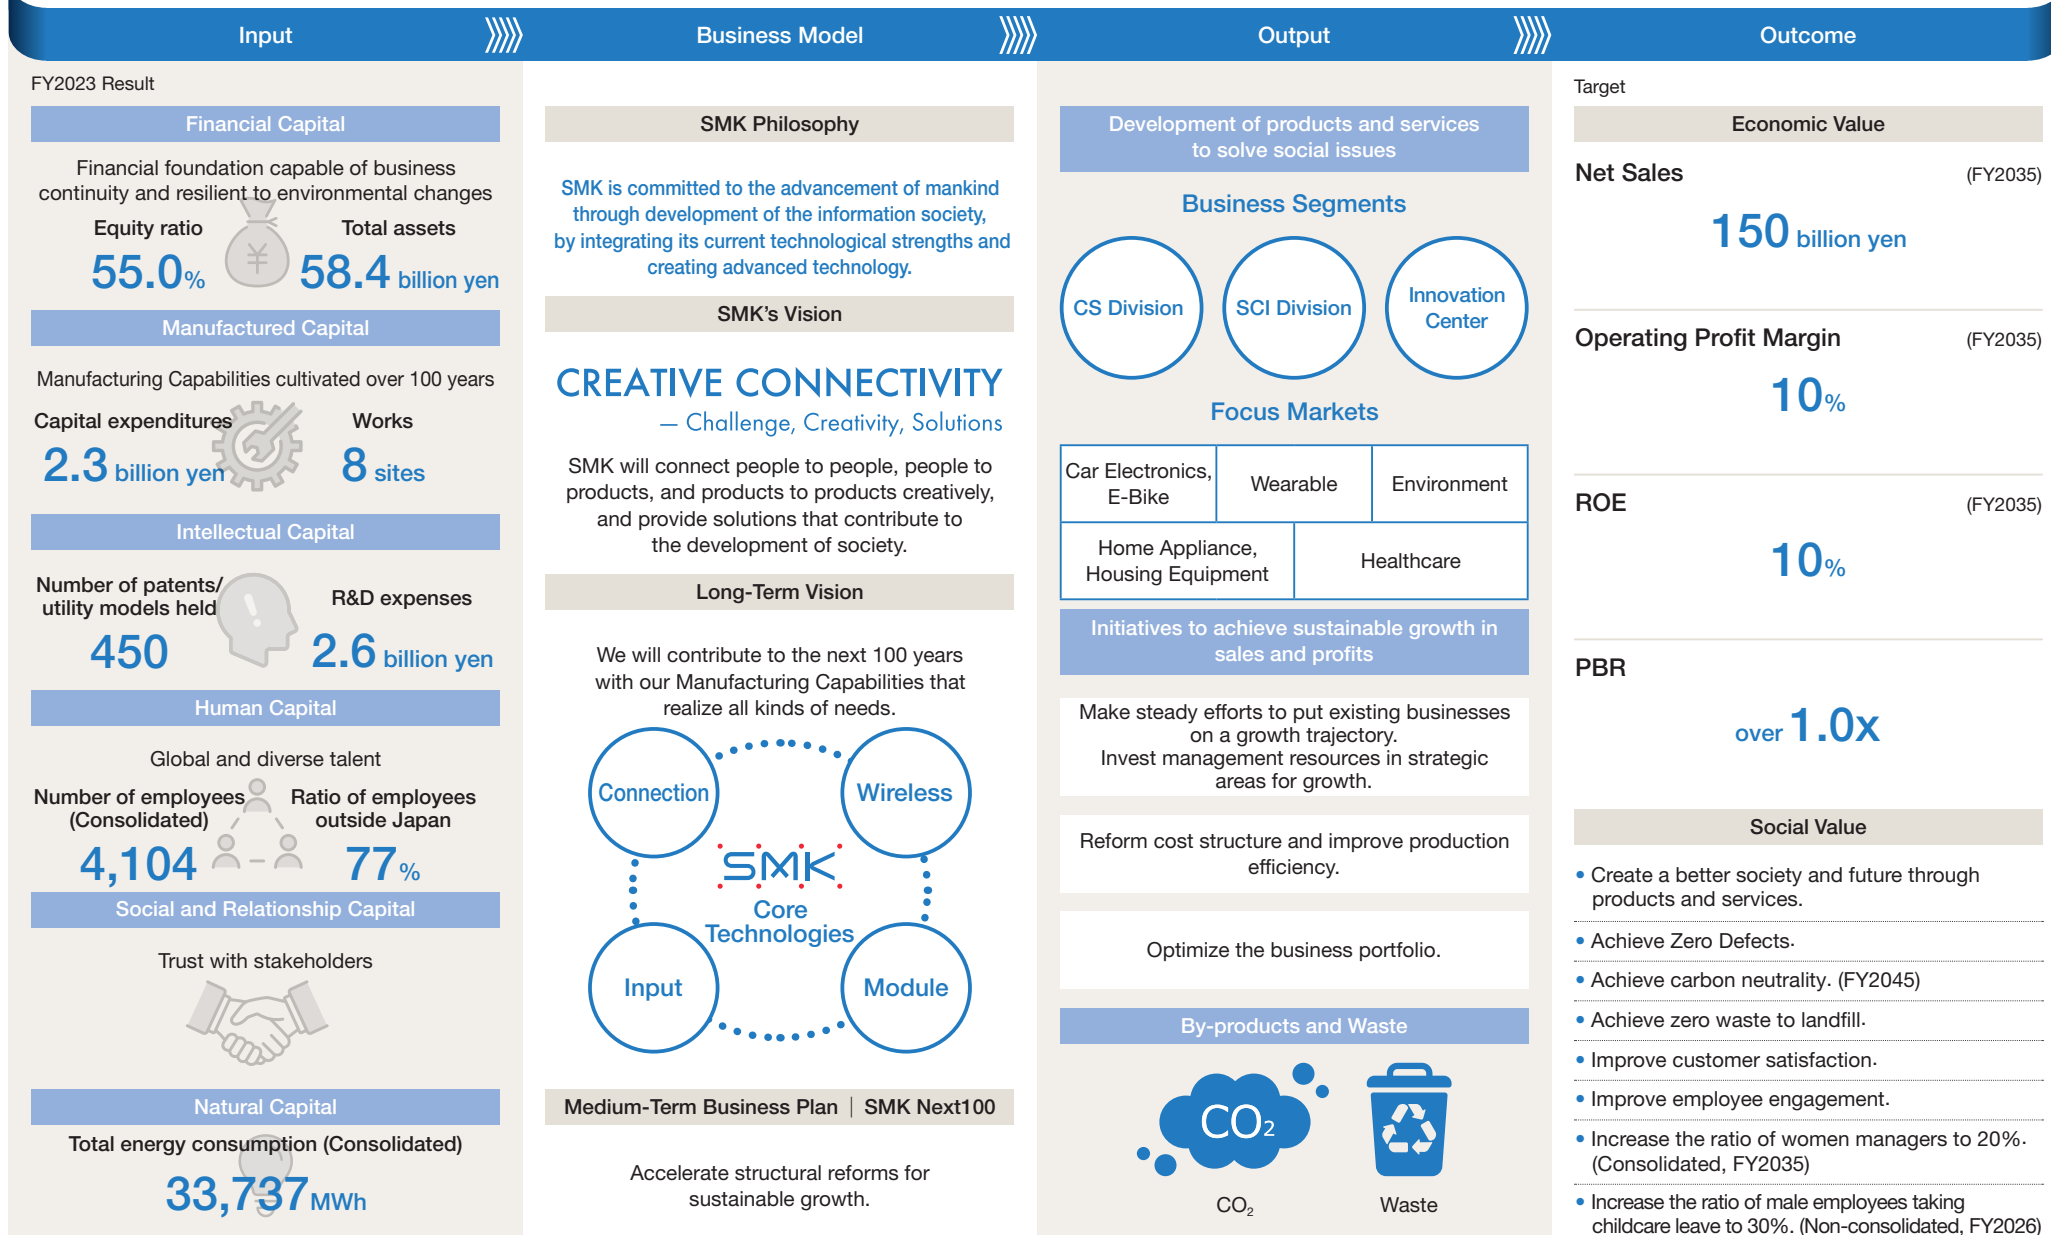 Input
Business Model
Output
Outcome
FY2023 Result
Financial Capital
Financial foundation capable of business
continuity and resilient to environmental changes
Equity ratio
55.0%
¥
Total assets
58.4 billion yen
Manufactured Capital
Manufacturing Capabilities cultivated over 100 years
Capital expenditures
2.3 billion yen
Works
8 sites
Intellectual Capital
Number of patents/
utility models held
450
R&D expenses
2.6 billion yen
Human Capital
Global and diverse talent
Number of employees
(Consolidated)
4,104
Ratio of employees
outside Japan
77%
Social and Relationship Capital
Trust with stakeholders
Natural Capital
Total energy consumption (Consolidated)
33,737 MWh
SMK Philosophy
SMK is committed to the advancement of mankind
through development of the information society,
by integrating its current technological strengths and
creating advanced technology.
SMK's Vision
CREATIVE CONNECTIVITY
— Challenge, Creativity, Solutions
SMK will connect people to people, people to
products, and products to products creatively,
and provide solutions that contribute to
the development of society.
Long-Term Vision
We will contribute to the next 100 years
with our Manufacturing Capabilities that
realize all kinds of needs.
Connection
Wireless
SMK
Core
Technologies
Input
Module
Medium-Term Business Plan | SMK Next100
Accelerate structural reforms for
sustainable growth.
Development of products and services
to solve social issues
Business Segments
CS Division
SCI Division
Innovation
Center
Focus Markets
Car Electronics,
E-Bike
Wearable
Environment
Home Appliance,
Housing Equipment
Healthcare
Initiatives to achieve sustainable growth in
sales and profits
Make steady efforts to put existing businesses
on a growth trajectory.
Invest management resources in strategic
areas for growth.
Reform cost structure and improve production
efficiency.
Optimize the business portfolio.
By-products and Waste
CO2
CO2
Waste
Target
Economic Value
Net Sales (FY2035)
150 billion yen
Operating Profit Margin (FY2035)
10%
ROE (FY2035)
10%
PBR
over 1.0x
Social Value
• Create a better society and future through
products and services.
• Achieve Zero Defects.
• Achieve carbon neutrality. (FY2045)
• Achieve zero waste to landfill.
• Improve customer satisfaction.
• Improve employee engagement.
• Increase the ratio of women managers to 20%.
(Consolidated, FY2035)
• Increase the ratio of male employees taking
childcare leave to 30%. (Non-consolidated, FY2026)